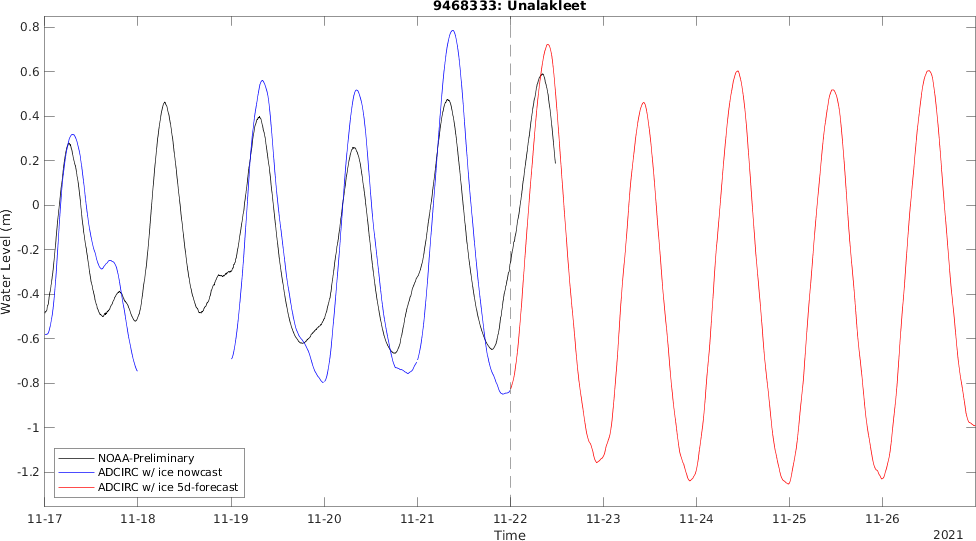 9468333: Unalakleet
0.8
0.6
0.4
0.2
0
-0.2
-0.4
-0.6
-0.8
-1
-1.2
Water Level (m)
NOAA-Preliminary
ADCIRC w/ ice nowcast
ADCIRC w/ ice 5d-forecast
11-17 11-18 11-19 11-20 11-21 11-22 11-23 11-24 11-25 11-26
Time
2021